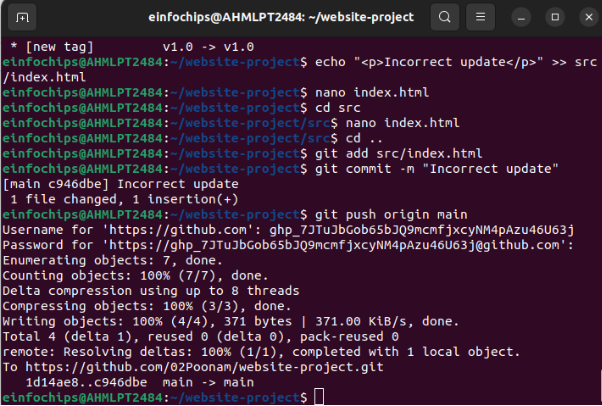 einfochips@AHMLPT2484: ~/website-project
 * [new tag]         v1.0 -> v1.0
einfochips@AHMLPT2484:~/website-project$ echo "<p>Incorrect update</p>" >> src
/index.html
einfochips@AHMLPT2484:~/website-project$ nano index.html
einfochips@AHMLPT2484:~/website-project$ cd src
einfochips@AHMLPT2484:~/website-project/src$ nano index.html
einfochips@AHMLPT2484:~/website-project/src$ cd ..
einfochips@AHMLPT2484:~/website-project$ git add src/index.html
einfochips@AHMLPT2484:~/website-project$ git commit -m "Incorrect update"
[main c946dbe] Incorrect update
 1 file changed, 1 insertion(+)
einfochips@AHMLPT2484:~/website-project$ git push origin main
Username for 'https://github.com': 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
Password for 'https://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@github.com':
Enumerating objects: 7, done.
Counting objects: 100% (7/7), done.
Delta compression using up to 8 threads
Compressing objects: 100% (3/3), done.
Writing objects: 100% (4/4), 371 bytes | 371.00 KiB/s, done.
Total 4 (delta 1), reused 0 (delta 0), pack-reused 0
remote: Resolving deltas: 100% (1/1), completed with 1 local object.
To https://github.com/02Poonam/website-project.git
   1d14ae8..c946dbe  main -> main
einfochips@AHMLPT2484:~/website-project$